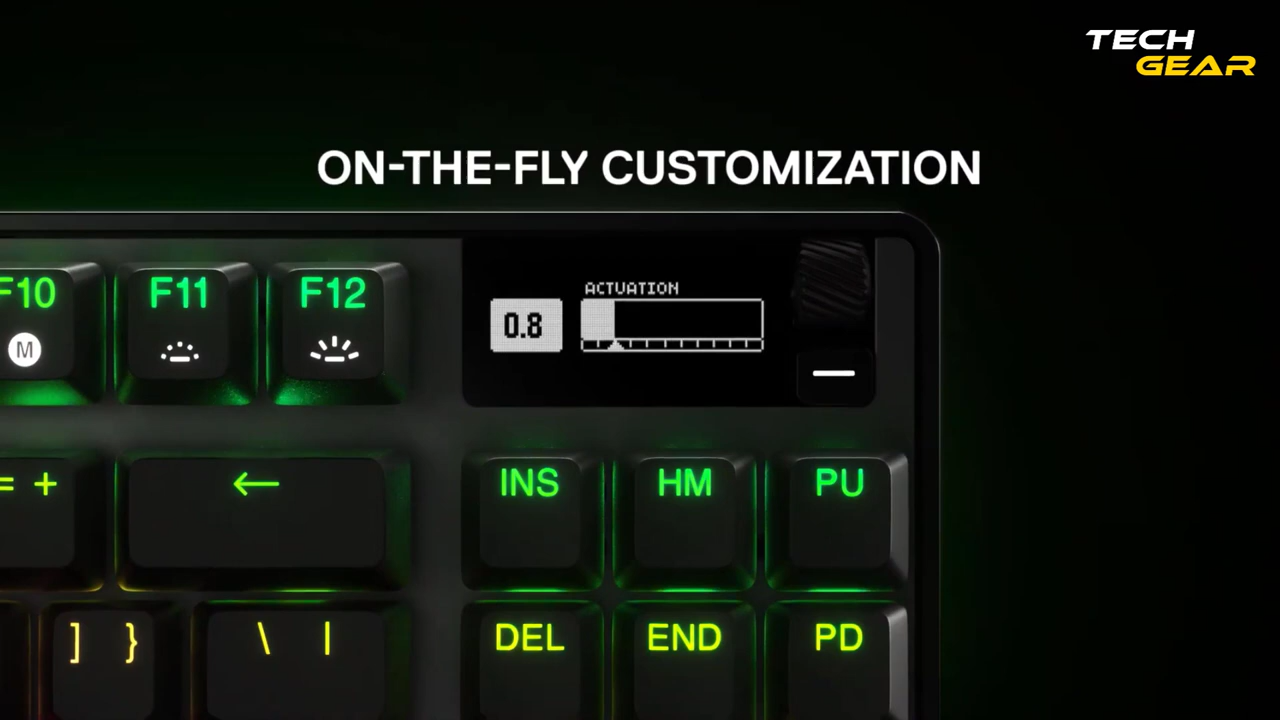 TECH
GEAR
ON-THE-FLY CUSTOMIZATION
F10 F11 F12
M
ACTUATION
0.8
= + ← INS HM PU
] } \ | DEL END PD